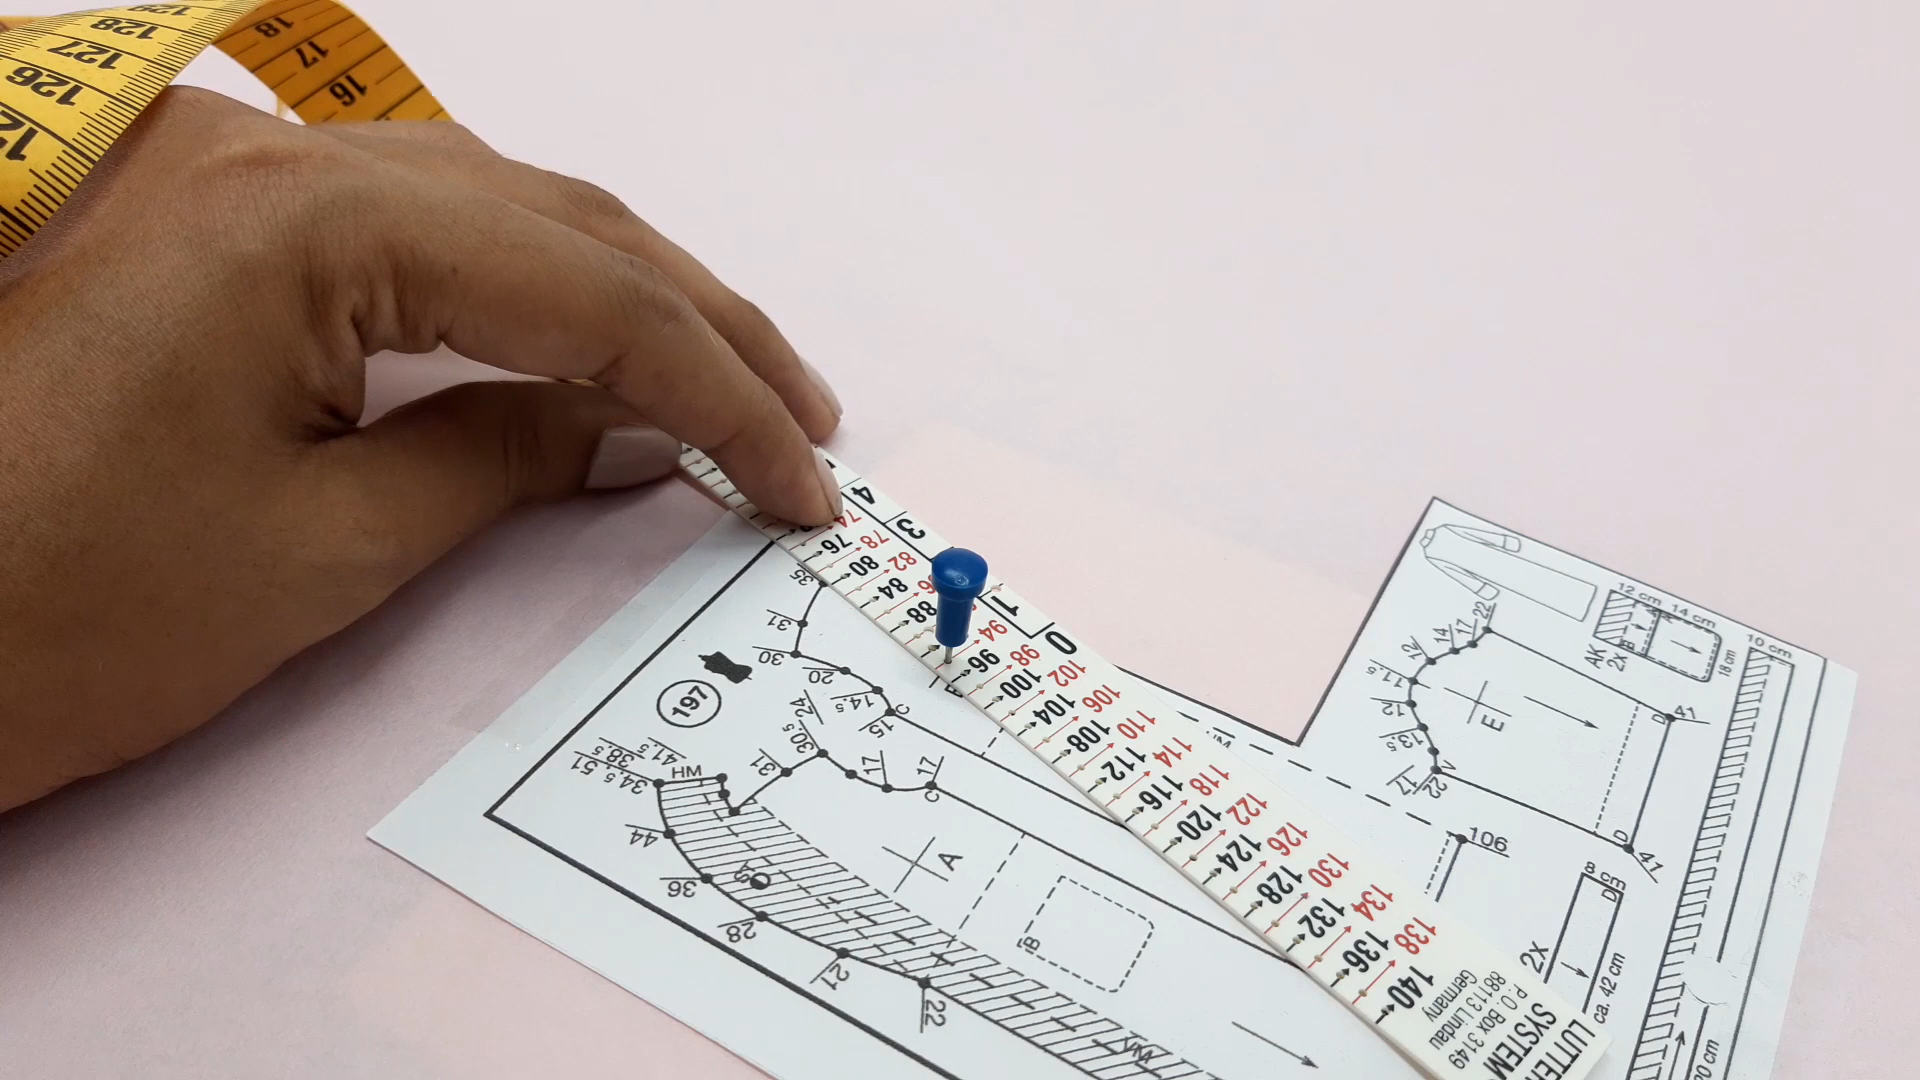 129
128
127
126
18
17
16
4
3
1
0
74
78
82
94
98
102
106
110
114
118
122
126
130
134
138
76
80
84
88
96
100
104
108
112
116
120
124
128
132
136
140
LUTTE
SYSTEM
P.O. Box 3149
88113 Lindau
Germany
35
31
30
20
14.5
15
C
197
24
30.5
31
17
17
C
41.5
38.5
34.5, 51
HM
44
36
28
21
22
A
B
VM
106
22
17
14
12
11.5
12
13.5
17
22
V
E
D 41
D
41
12 cm
14 cm
18 cm
AK
2x
10 cm
8 cm
D
2X
ca. 42 cm